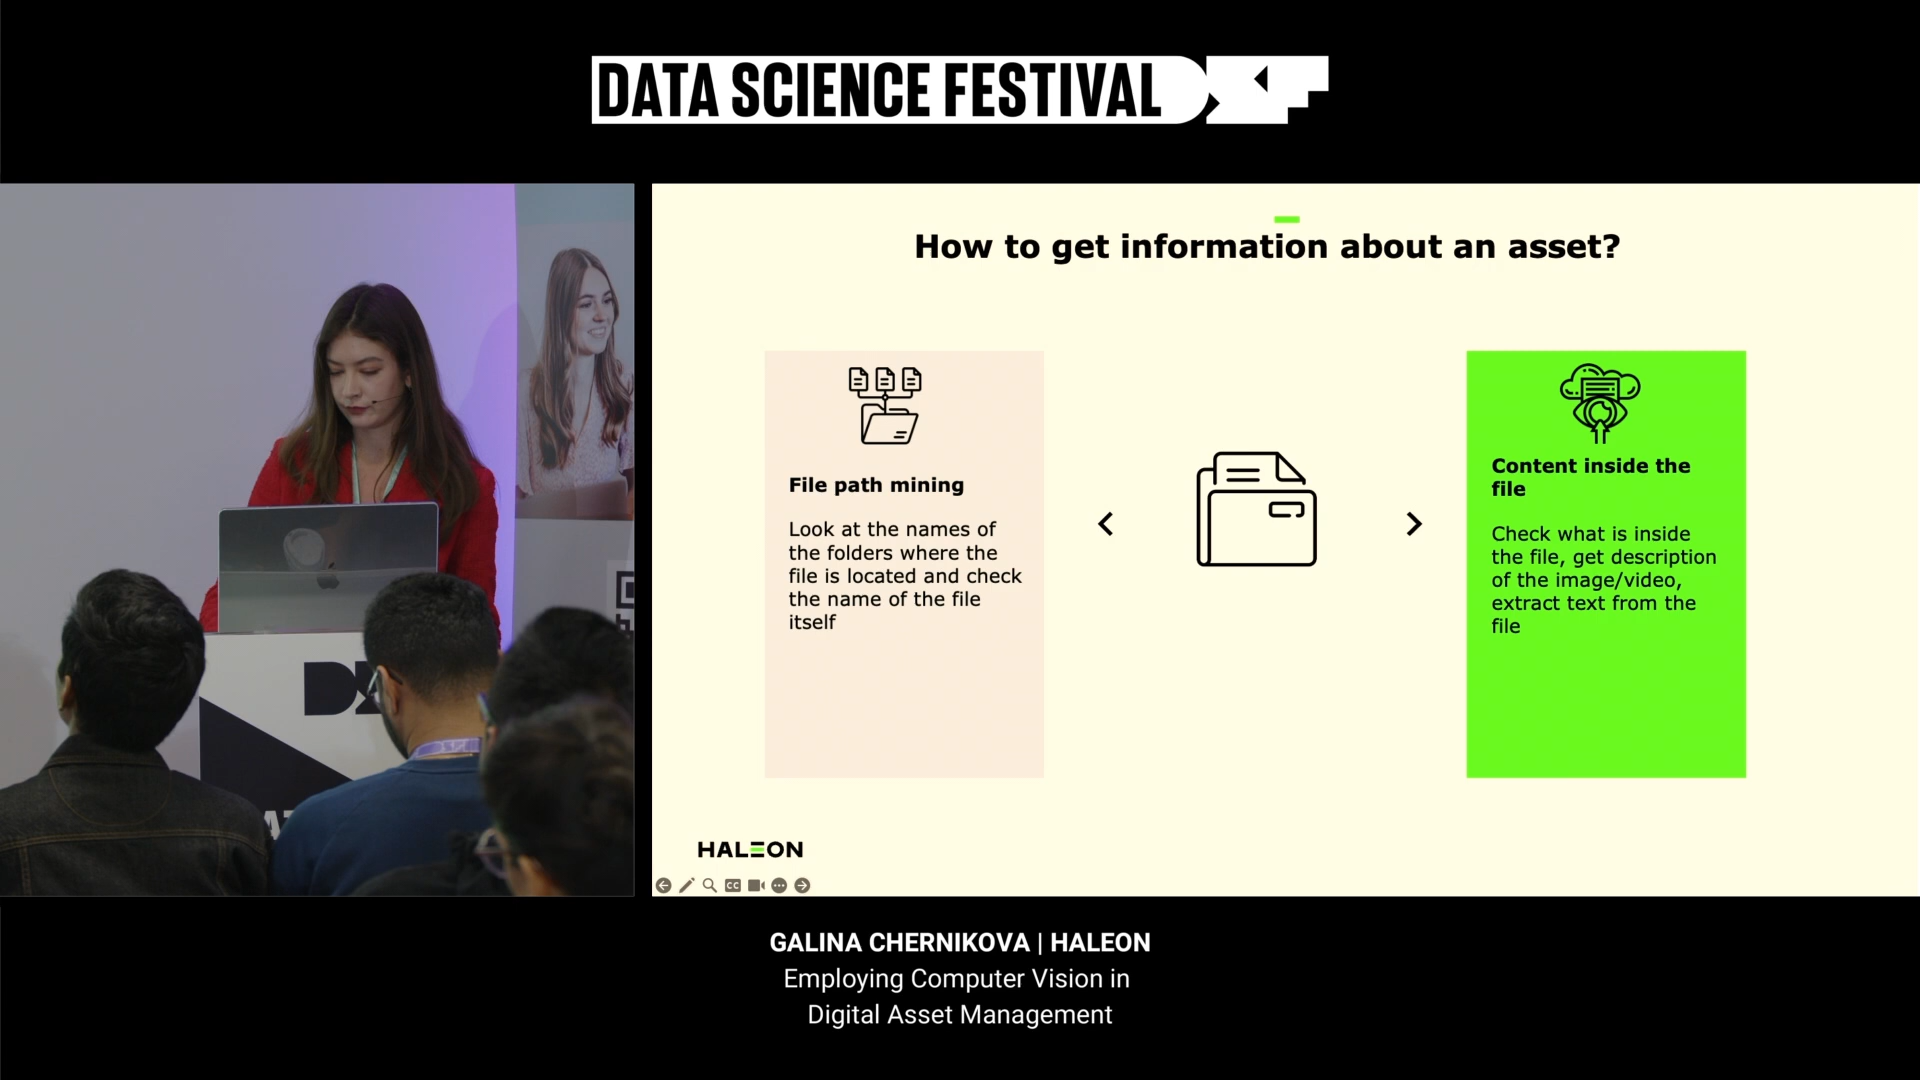 DATA SCIENCE FESTIVAL
How to get information about an asset?
File path mining
Look at the names of
the folders where the
file is located and check
the name of the file
itself
Content inside the
file
Check what is inside
the file, get description
of the image/video,
extract text from the
file
HALEON
CC
GALINA CHERNIKOVA | HALEON
Employing Computer Vision in
Digital Asset Management